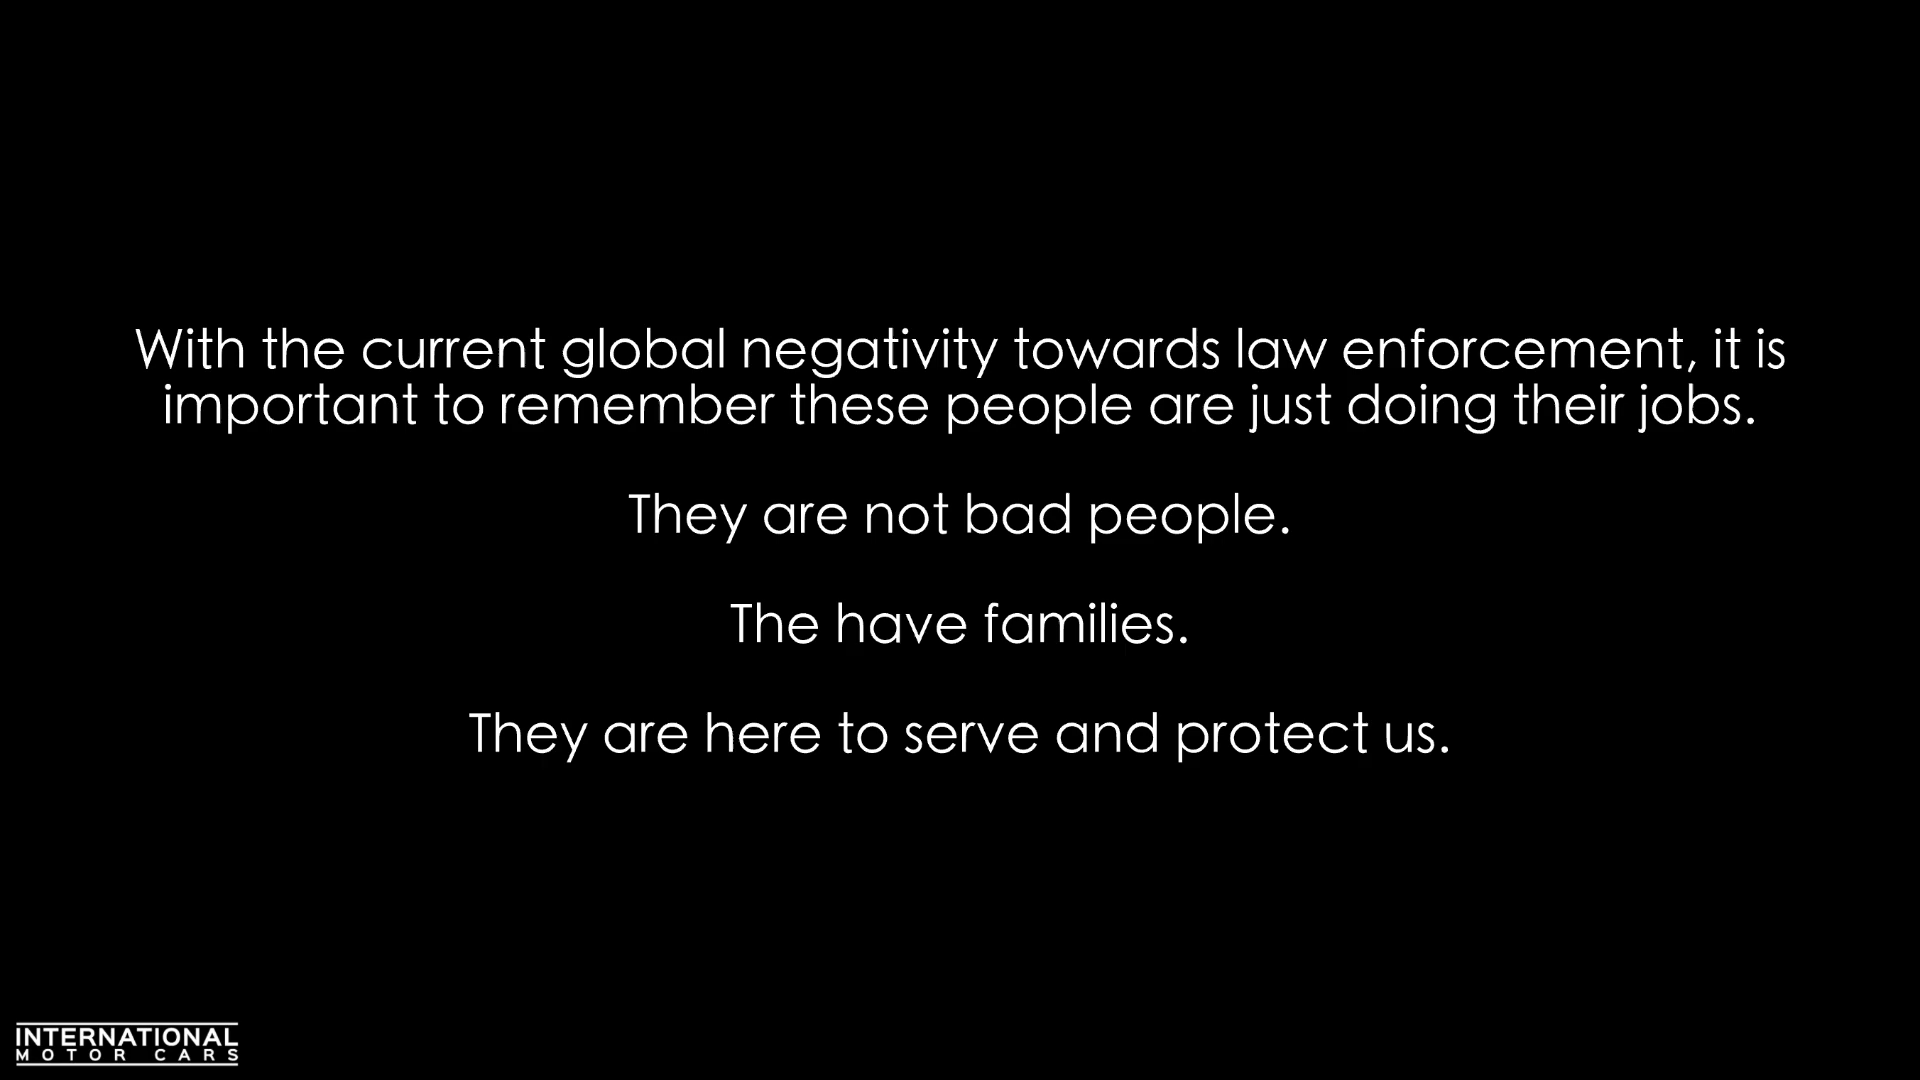 With the current global negativity towards law enforcement, it is
important to remember these people are just doing their jobs.
They are not bad people.
The have families.
They are here to serve and protect us.
INTERNATIONAL
MOTOR CARS